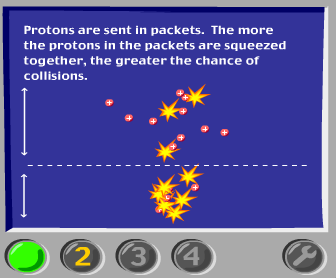 Protons are sent in packets. The more
the protons in the packets are squeezed
together, the greater the chance of
collisions.
2
3
4